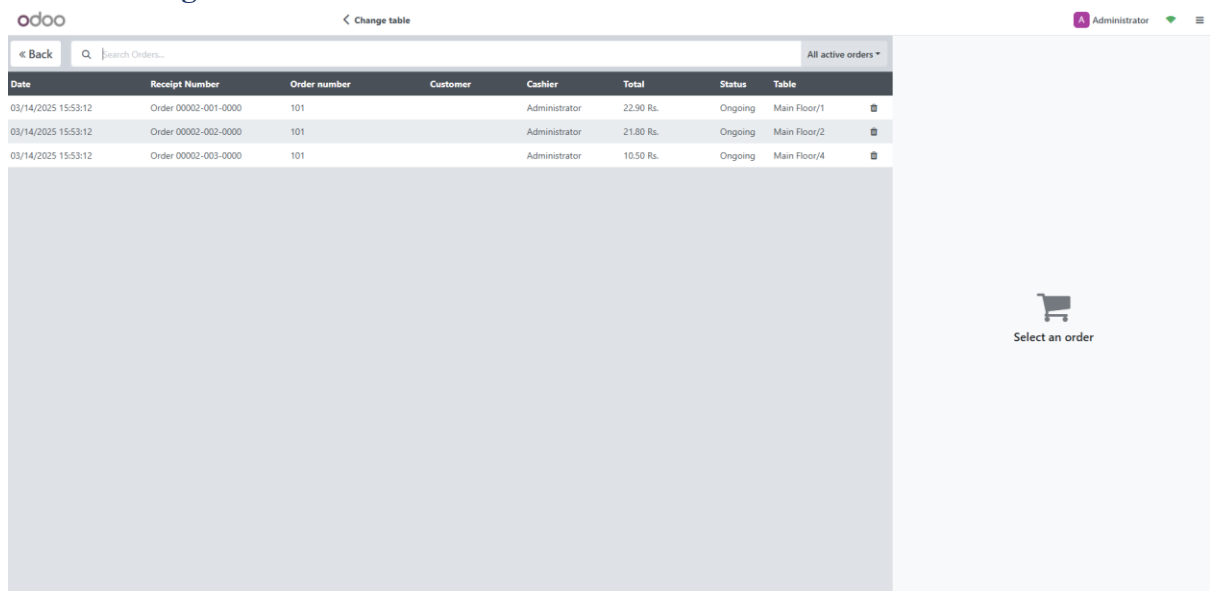 odoo Change table A Administrator
Back Search Orders... All active orders
Date Receipt Number Order number Customer Cashier Total Status Table
03/14/2025 15:53:12 Order 00002-001-0000 101 Administrator 22.90 Rs. Ongoing Main Floor/1
03/14/2025 15:53:12 Order 00002-002-0000 101 Administrator 21.80 Rs. Ongoing Main Floor/2
03/14/2025 15:53:12 Order 00002-003-0000 101 Administrator 10.50 Rs. Ongoing Main Floor/4
Select an order